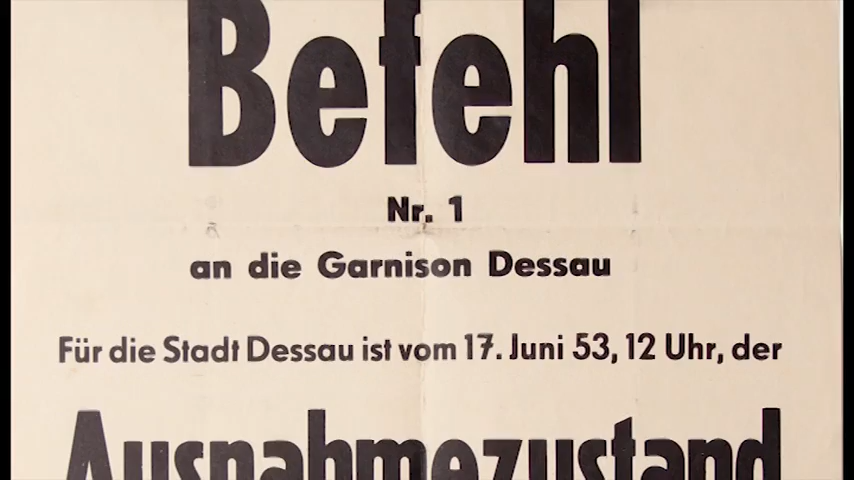 Befehl
Nr. 1
an die Garnison Dessau
Für die Stadt Dessau ist vom 17. Juni 53, 12 Uhr, der
Ausnahmezustand